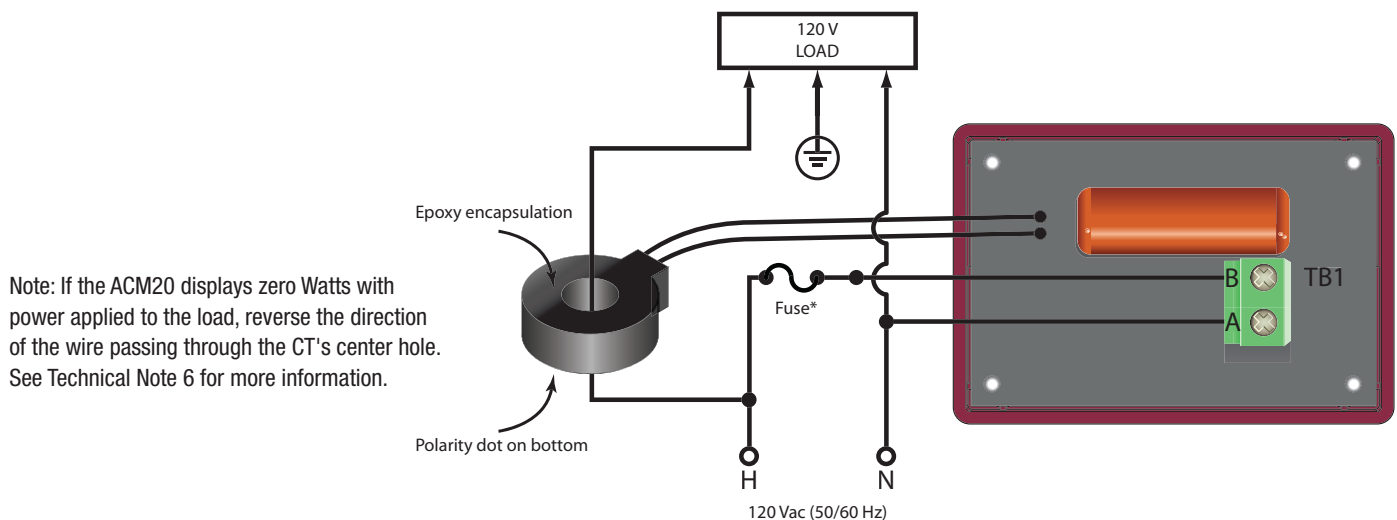 120 V
LOAD
Epoxy encapsulation
Note: If the ACM20 displays zero Watts with
power applied to the load, reverse the direction
of the wire passing through the CT's center hole.
See Technical Note 6 for more information.
Fuse*
B
TB1
A
Polarity dot on bottom
H
N
120 Vac (50/60 Hz)